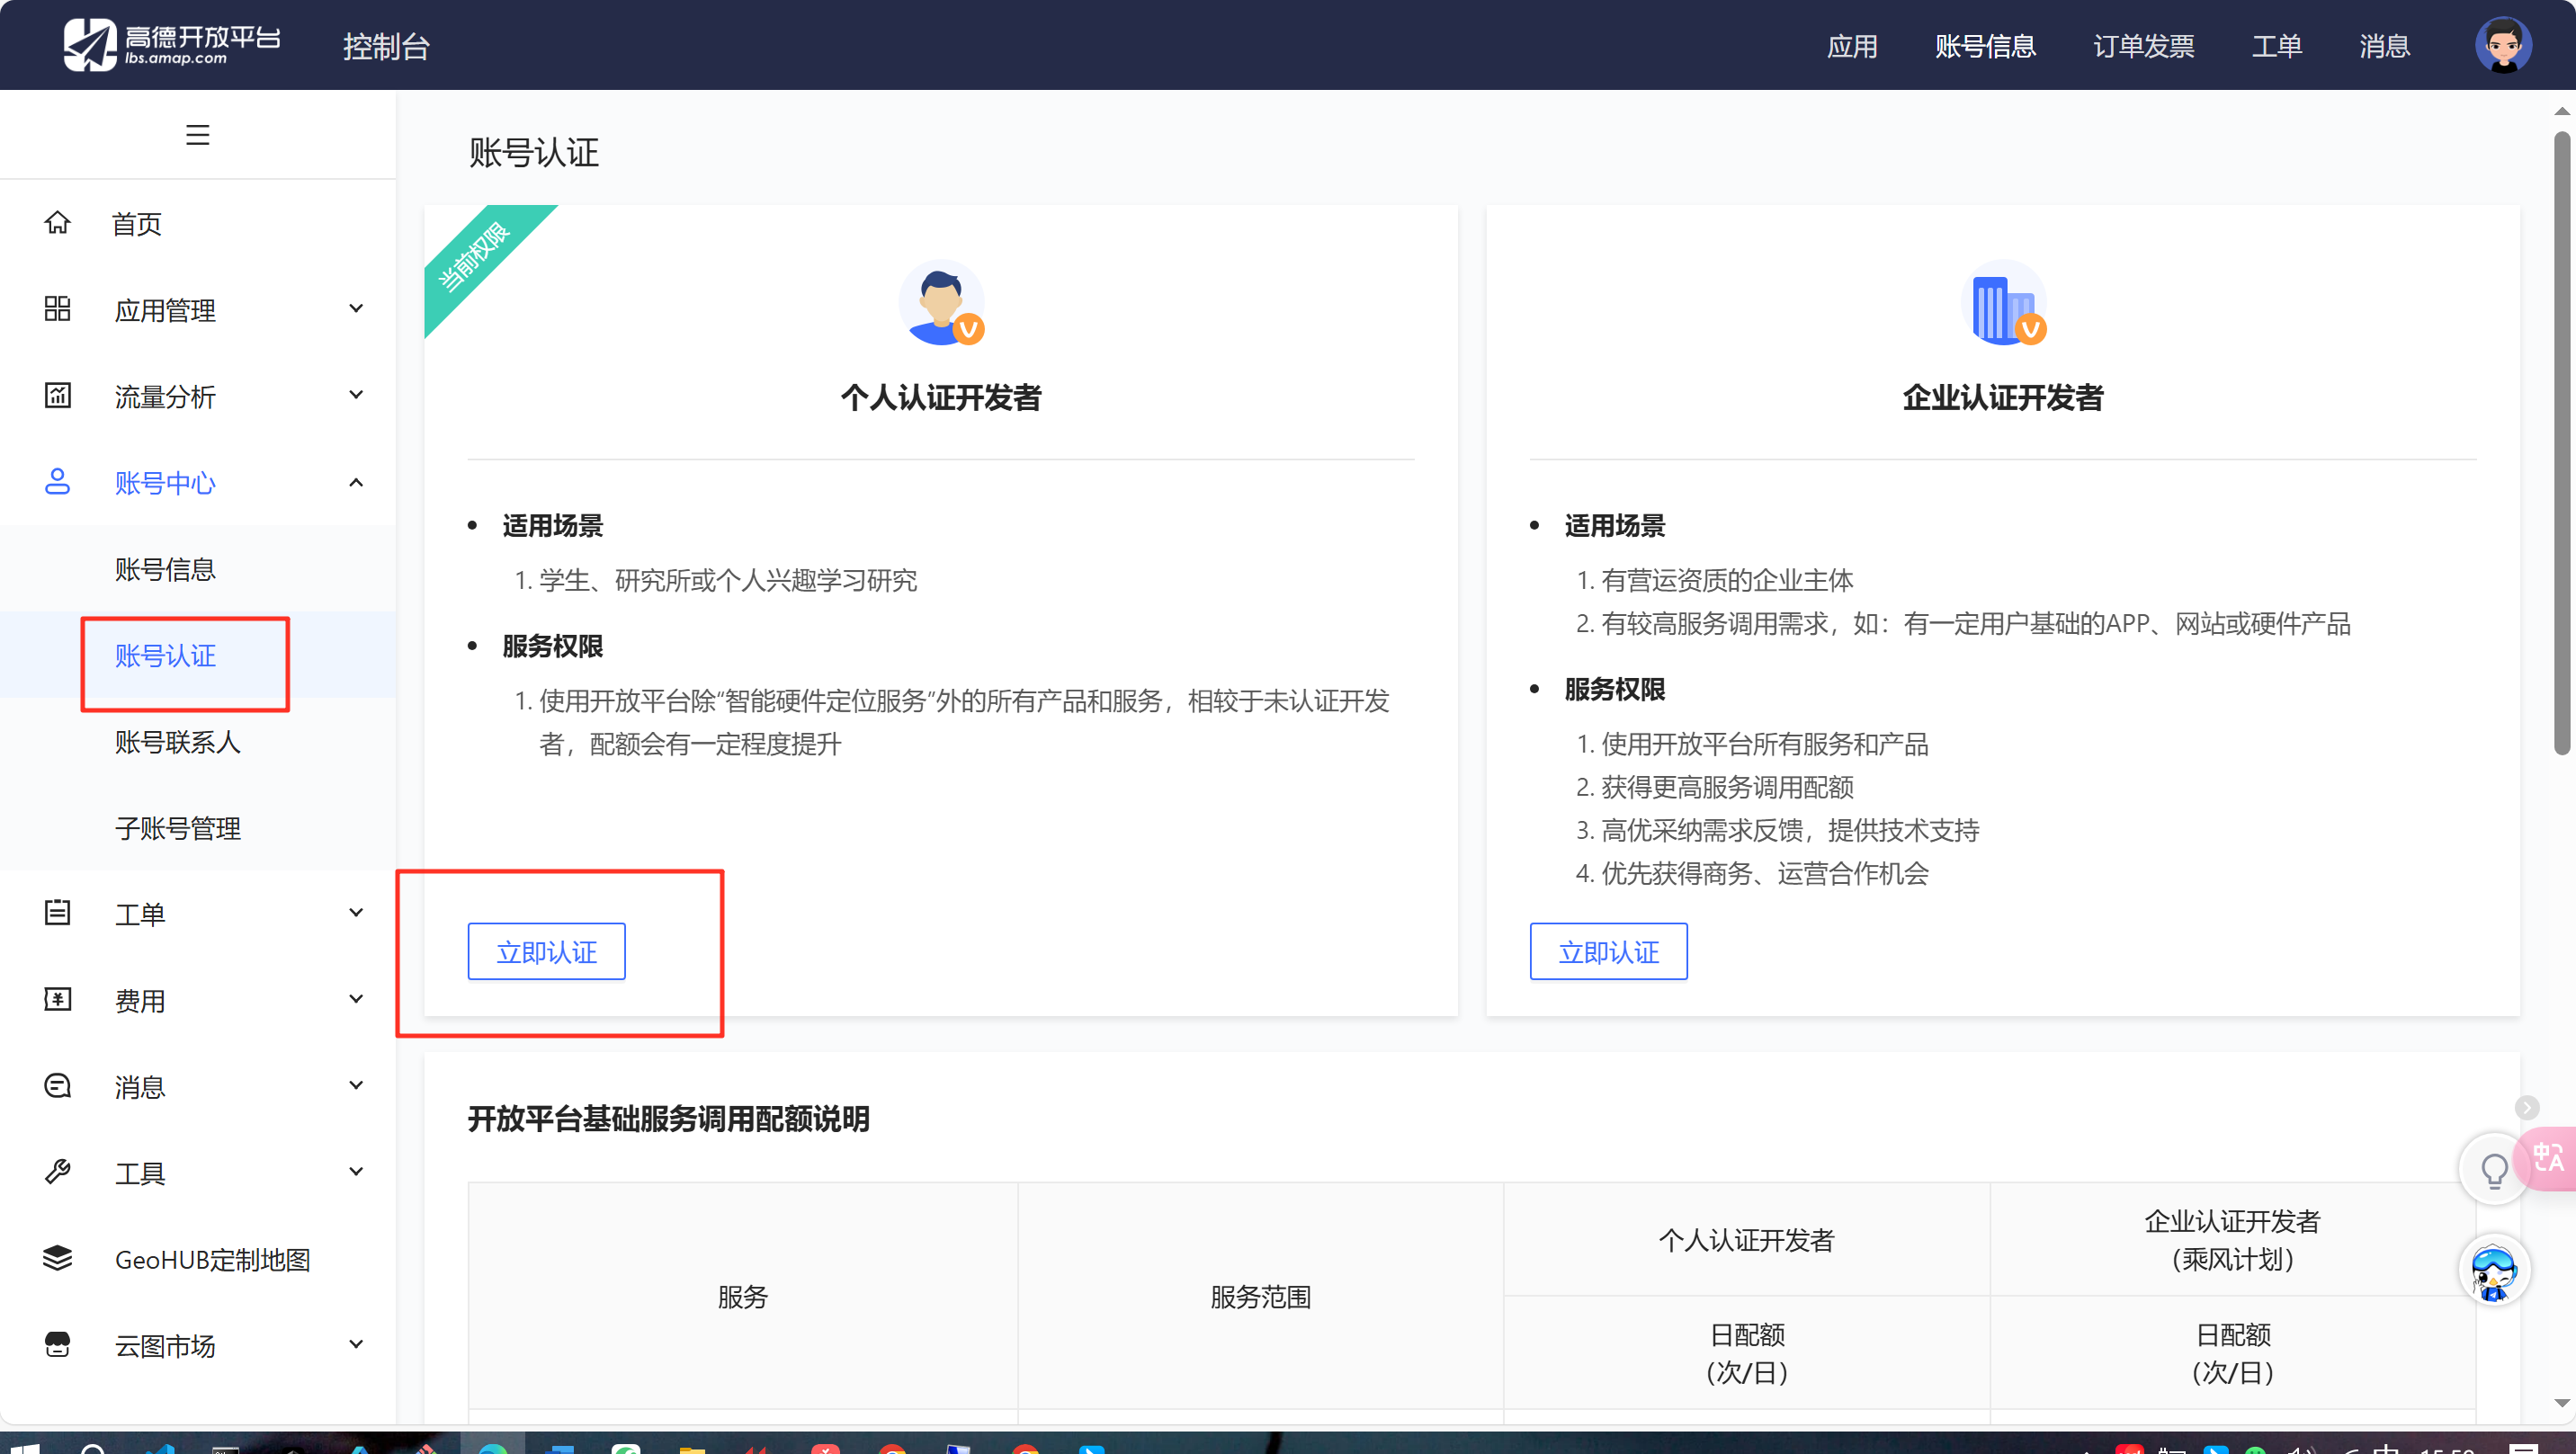 高德开放平台
lbs.amap.com
控制台
应用
账号信息
订单发票
工单
消息
首页
应用管理
流量分析
账号中心
账号信息
账号认证
账号联系人
子账号管理
工单
费用
消息
工具
GeoHUB定制地图
云图市场
账号认证
当前权限
个人认证开发者
• 适用场景
1. 学生、研究所或个人兴趣学习研究
• 服务权限
1. 使用开放平台除“智能硬件定位服务”外的所有产品和服务，相较于未认证开发
者，配额会有一定程度提升
立即认证
企业认证开发者
• 适用场景
1. 有营运资质的企业主体
2. 有较高服务调用需求，如：有一定用户基础的APP、网站或硬件产品
• 服务权限
1. 使用开放平台所有服务和产品
2. 获得更高服务调用配额
3. 高优采纳需求反馈，提供技术支持
4. 优先获得商务、运营合作机会
立即认证
开放平台基础服务调用配额说明
服务
服务范围
个人认证开发者
企业认证开发者
（乘风计划）
日配额
（次/日）
日配额
（次/日）
中A